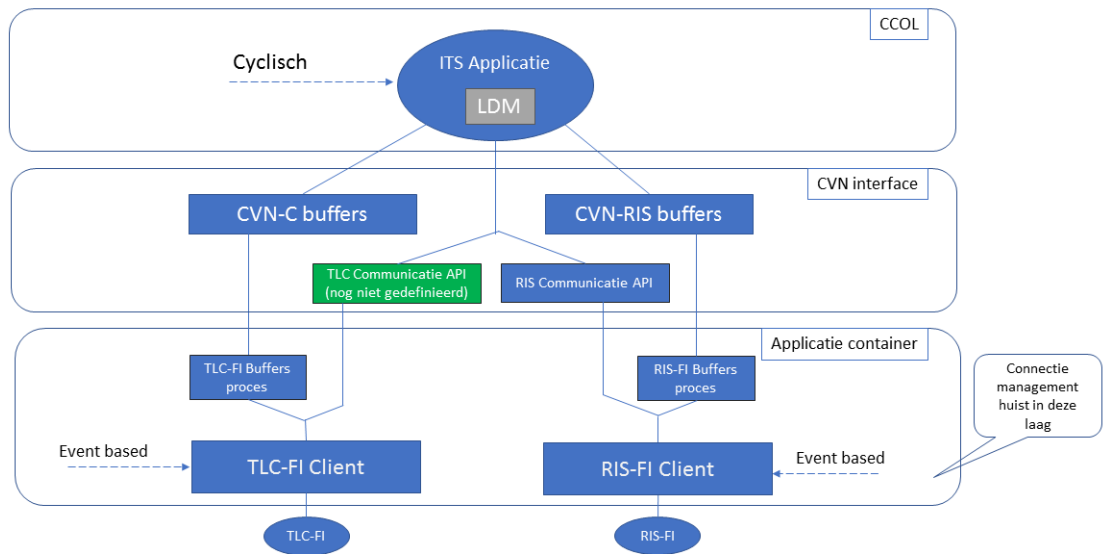 CCOL
ITS Applicatie
Cyclisch
LDM
CVN interface
CVN-C buffers
CVN-RIS buffers
TLC Communicatie API
(nog niet gedefinieerd)
RIS Communicatie API
Applicatie container
TLC-FI Buffers
proces
RIS-FI Buffers
proces
Connectie
management
huist in deze
laag
Event based
TLC-FI Client
RIS-FI Client
Event based
TLC-FI
RIS-FI